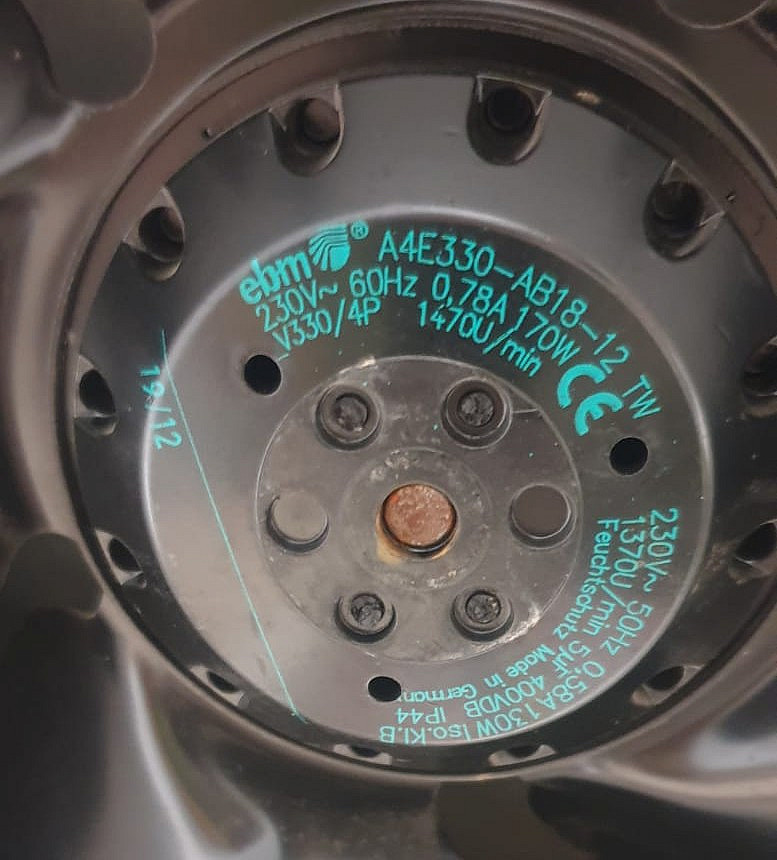 ebm ® A4E330-AB18-12 TW
230V~ 60Hz 0,78A 170W
V330/4P 1470U/min
CE
230V~ 50Hz 0,58A 130W Iso.Kl.B
1370U/min 5µF 400VDB IP44
Feuchtschutz Made in Germany
19/12